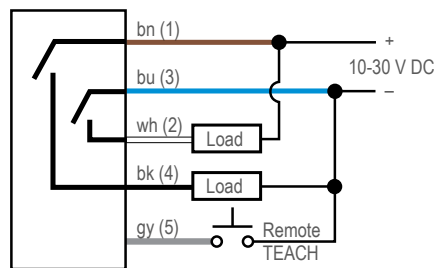 bn (1)
+
10-30 V DC
bu (3)
–
wh (2)
Load
bk (4)
Load
gy (5)
Remote
TEACH